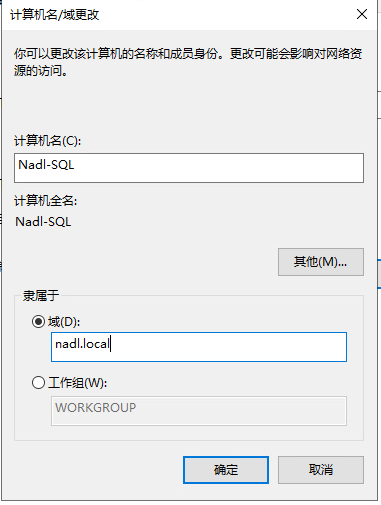 计算机名/域更改
你可以更改该计算机的名称和成员身份。更改可能会影响对网络资
源的访问。
计算机名(C):
Nadl-SQL
计算机全名:
Nadl-SQL
其他(M)...
隶属于
域(D):
nadl.local
工作组(W):
WORKGROUP
确定
取消